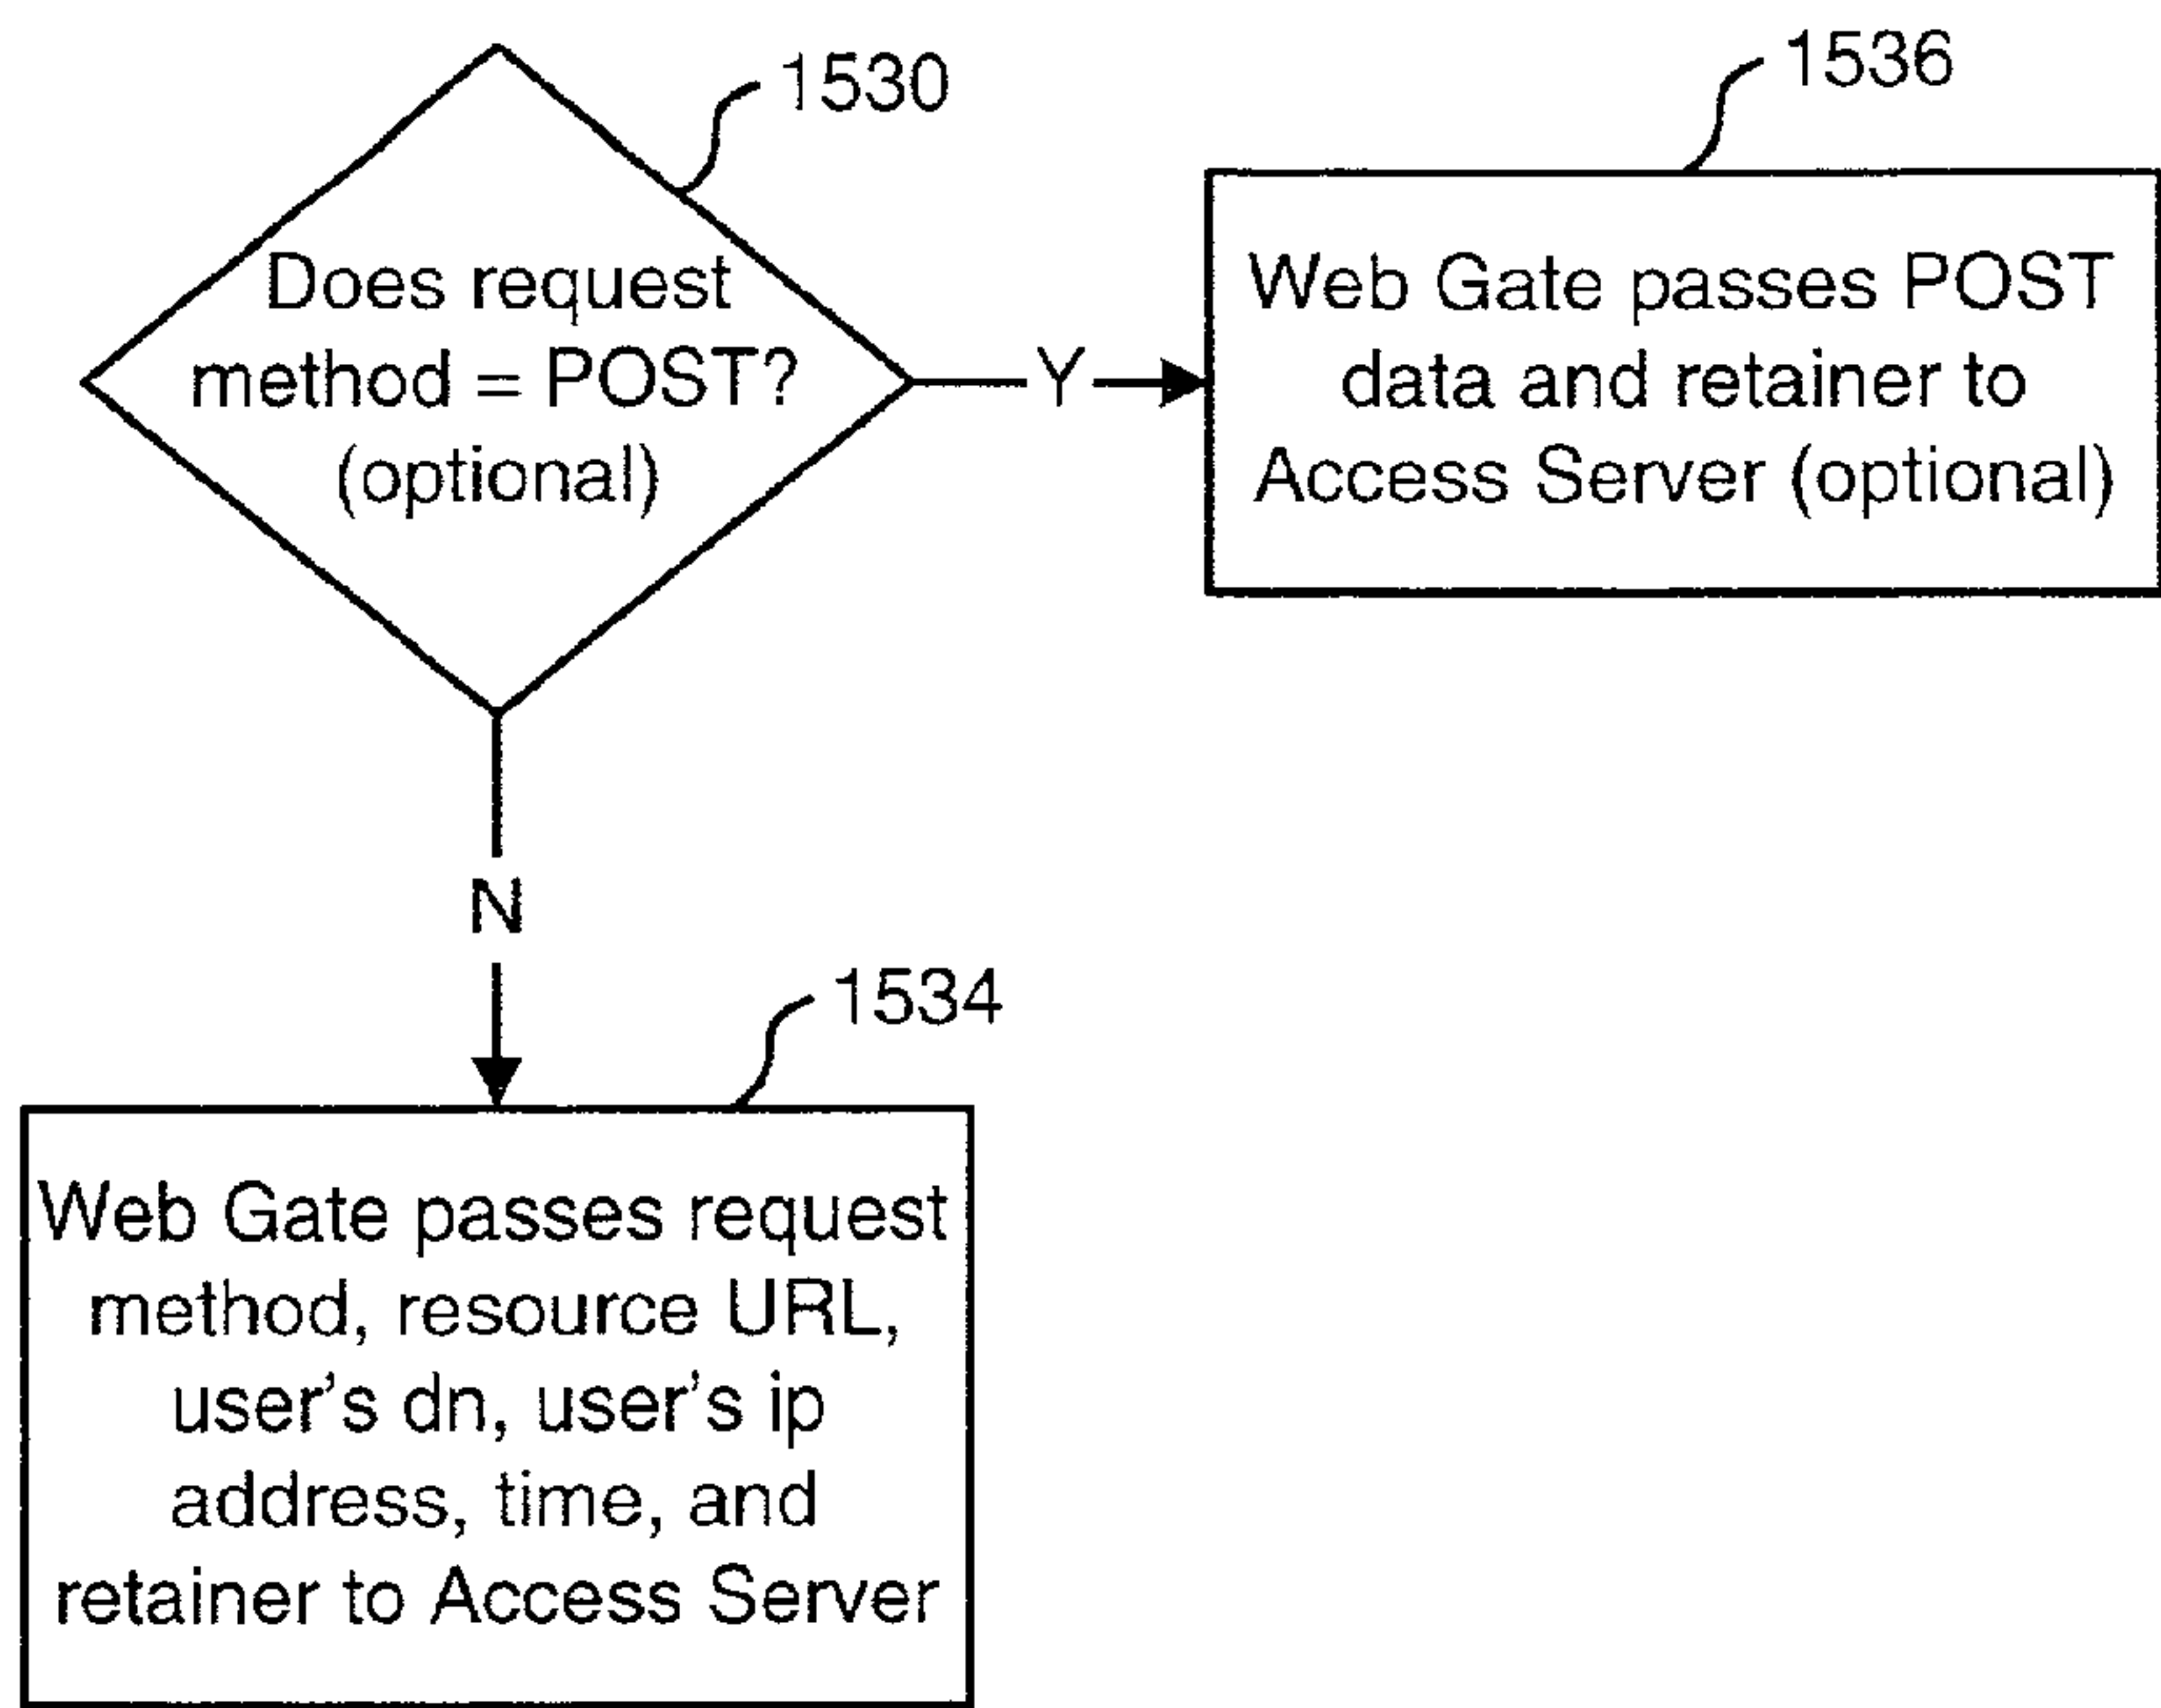 1530
Does request
method = POST?
(optional)
Y
1536
Web Gate passes POST
data and retainer to
Access Server (optional)
N
1534
Web Gate passes request
method, resource URL,
user's dn, user's ip
address, time, and
retainer to Access Server